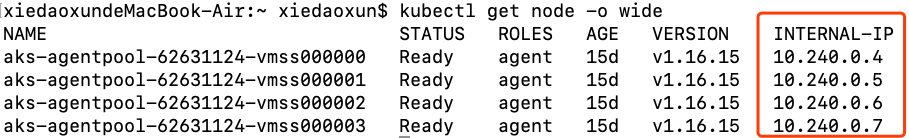 xiedaoxundeMacBook-Air:~ xiedaoxun$ kubectl get node -o wide
NAME STATUS ROLES AGE VERSION INTERNAL-IP
aks-agentpool-62631124-vmss000000 Ready agent 15d v1.16.15 10.240.0.4
aks-agentpool-62631124-vmss000001 Ready agent 15d v1.16.15 10.240.0.5
aks-agentpool-62631124-vmss000002 Ready agent 15d v1.16.15 10.240.0.6
aks-agentpool-62631124-vmss000003 Ready agent 15d v1.16.15 10.240.0.7